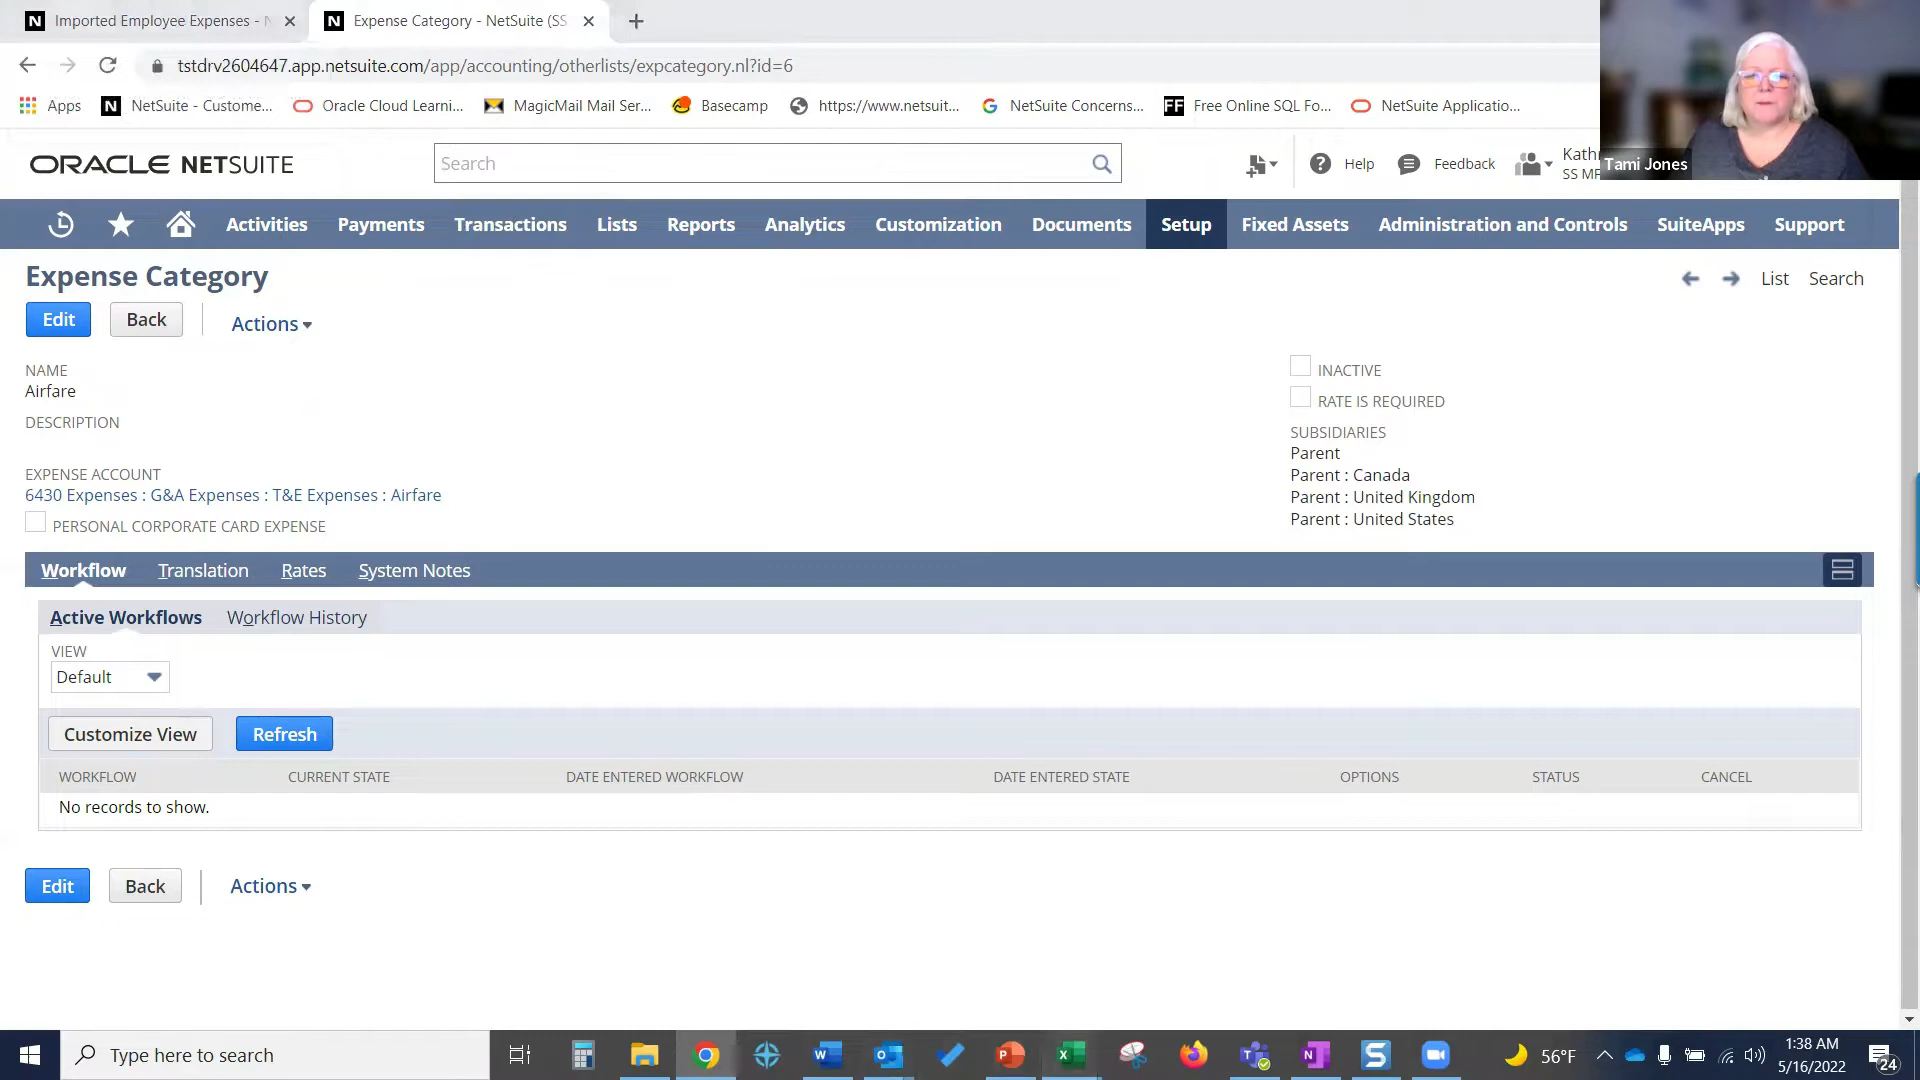 Imported Employee Expenses -
Expense Category - NetSuite (SS
tstdrv2604647.app.netsuite.com/app/accounting/otherlists/expcategory.nl?id=6
Apps
NetSuite - Custome...
Oracle Cloud Learni...
MagicMail Mail Ser...
Basecamp
https://www.netsuit...
NetSuite Concerns...
Free Online SQL Fo...
NetSuite Applicatio...
ORACLE NETSUITE
Search
Help
Feedback
Kath
SS
Tami Jones
Activities
Payments
Transactions
Lists
Reports
Analytics
Customization
Documents
Setup
Fixed Assets
Administration and Controls
SuiteApps
Support
Expense Category
List
Search
Edit
Back
Actions
NAME
Airfare
DESCRIPTION
EXPENSE ACCOUNT
6430 Expenses : G&A Expenses : T&E Expenses : Airfare
PERSONAL CORPORATE CARD EXPENSE
INACTIVE
RATE IS REQUIRED
SUBSIDIARIES
Parent
Parent : Canada
Parent : United Kingdom
Parent : United States
Workflow
Translation
Rates
System Notes
Active Workflows
Workflow History
VIEW
Default
Customize View
Refresh
WORKFLOW
CURRENT STATE
DATE ENTERED WORKFLOW
DATE ENTERED STATE
OPTIONS
STATUS
CANCEL
No records to show.
Edit
Back
Actions
Type here to search
56°F
1:38 AM
5/16/2022
24